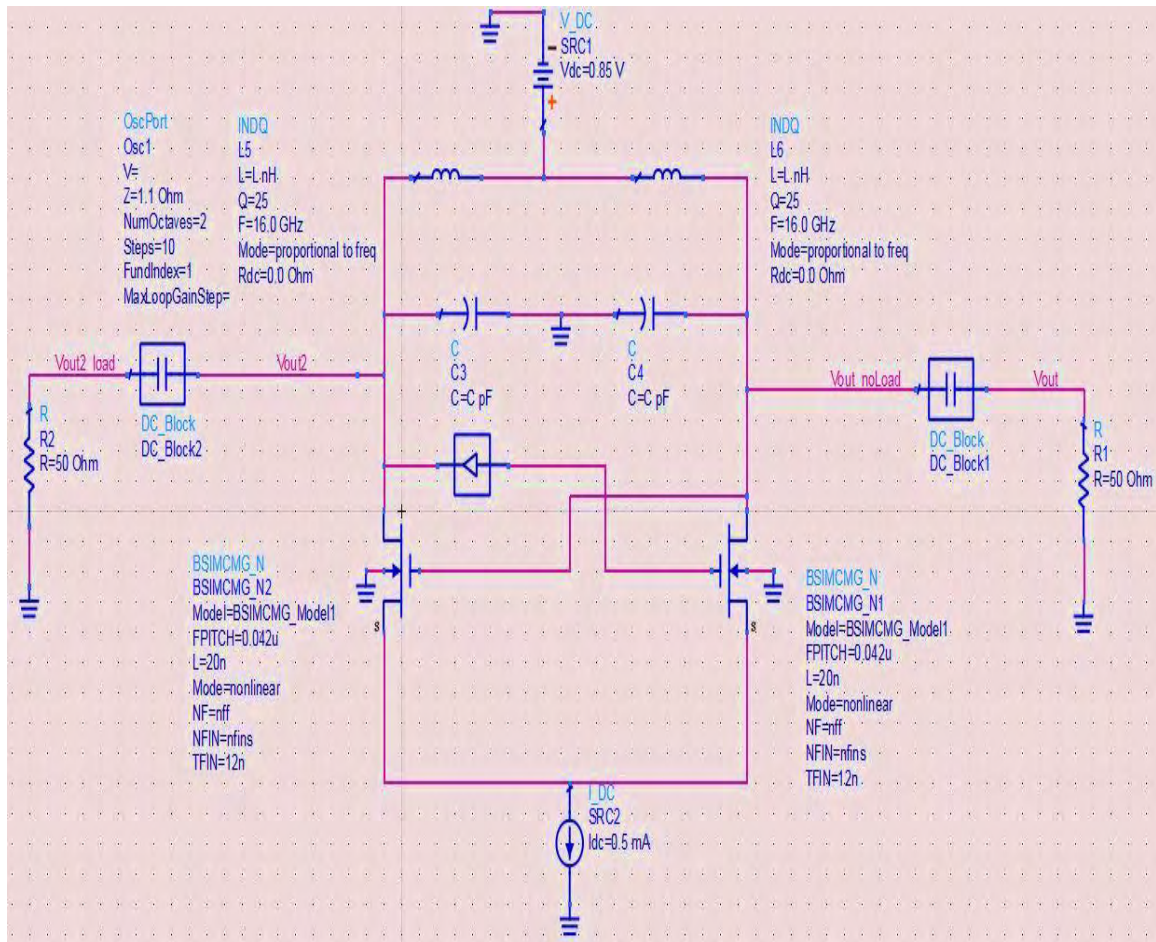 V_DC
SRC1
Vdc=0.85 V
-
+
OscPort
Osc1
V=
Z=1.1 Ohm
NumOctaves=2
Steps=10
FundIndex=1
MaxLoopGainStep=
INDQ
L5
L=L nH
Q=25
F=16.0 GHz
Mode=proportional to freq
Rdc=0.0 Ohm
INDQ
L6
L=L nH
Q=25
F=16.0 GHz
Mode=proportional to freq
Rdc=0.0 Ohm
C
C3
C=C pF
C
C4
C=C pF
Vout2_load
Vout2
DC_Block
DC_Block2
R
R2
R=50 Ohm
Vout_noLoad
Vout
DC_Block
DC_Block1
R
R1
R=50 Ohm
BSIMCMG_N
BSIMCMG_N2
Model=BSIMCMG_Model1
FPITCH=0.042u
L=20n
Mode=nonlinear
NF=nff
NFIN=nfins
TFIN=12n
s
BSIMCMG_N
BSIMCMG_N1
Model=BSIMCMG_Model1
FPITCH=0.042u
L=20n
Mode=nonlinear
NF=nff
NFIN=nfins
TFIN=12n
s
I_DC
SRC2
Idc=0.5 mA